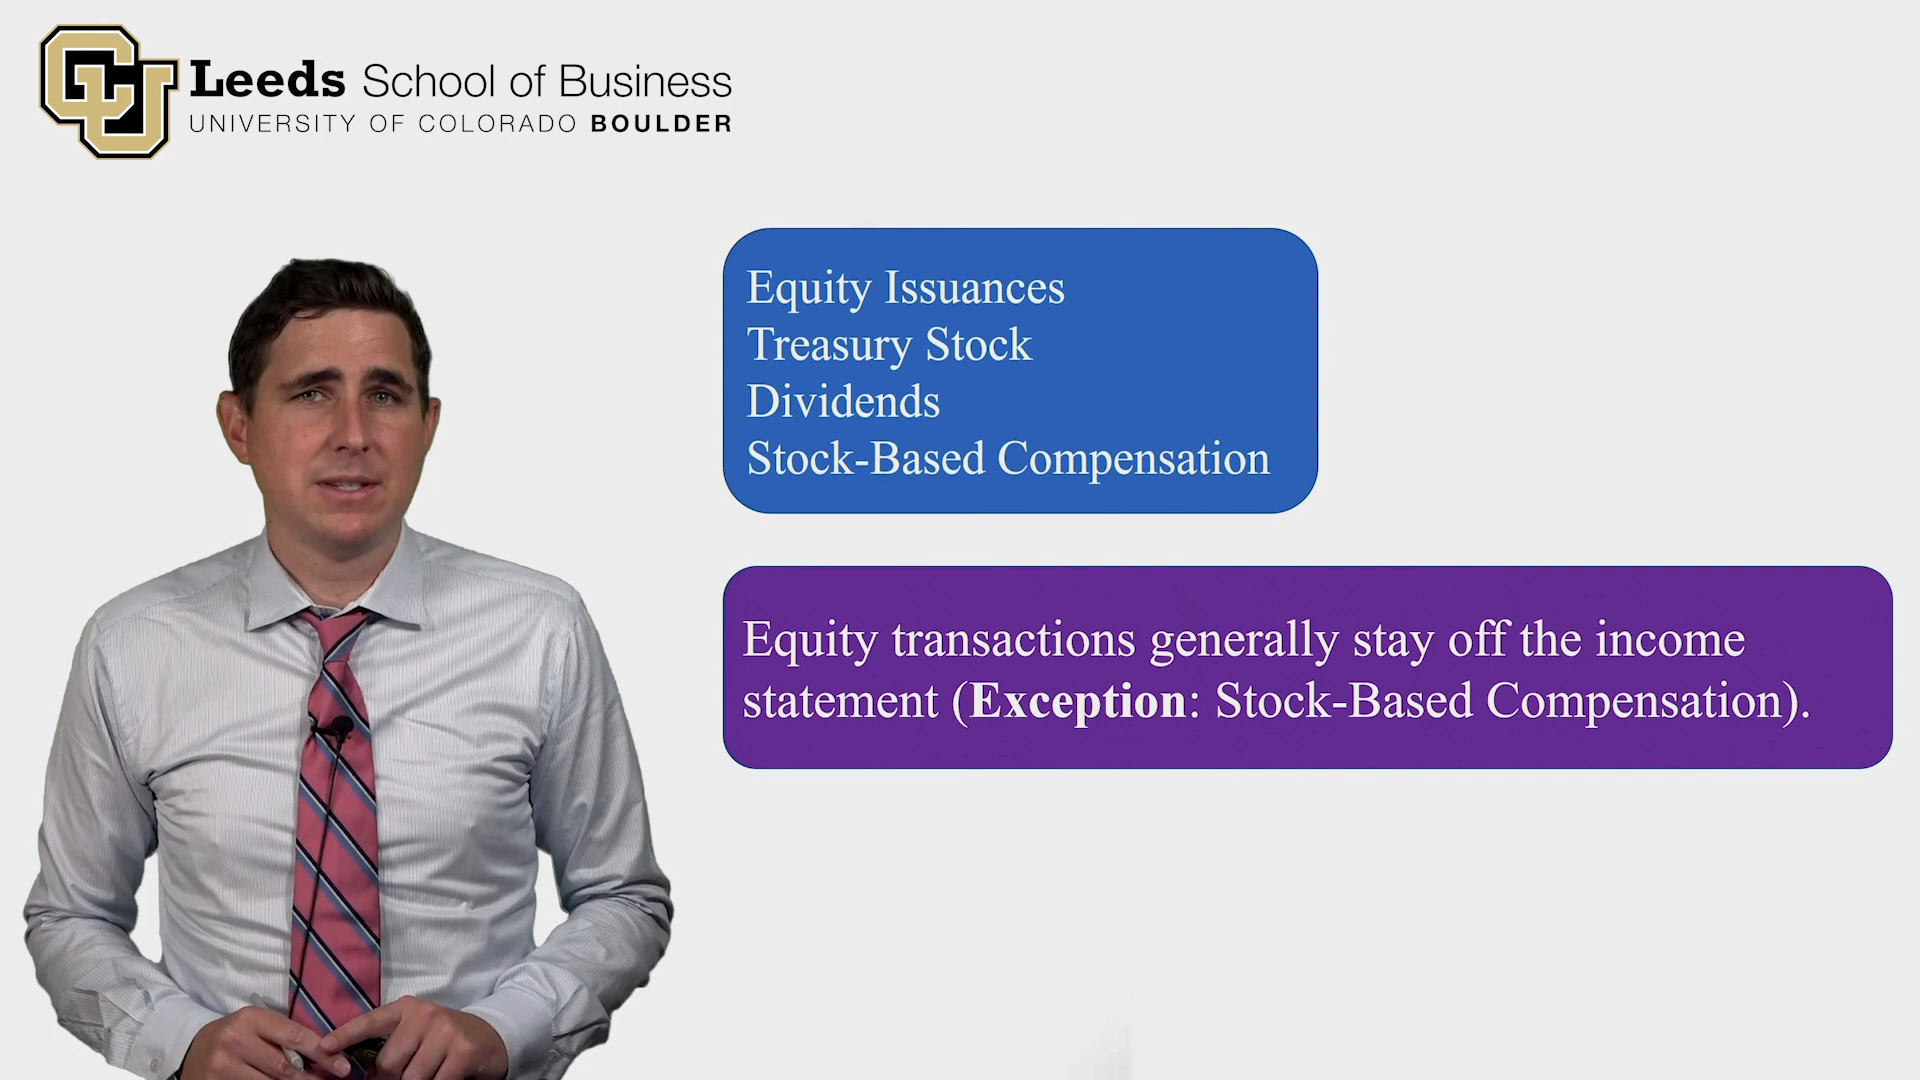 CU
Leeds School of Business
UNIVERSITY OF COLORADO BOULDER
Equity Issuances
Treasury Stock
Dividends
Stock-Based Compensation
Equity transactions generally stay off the income
statement (Exception: Stock-Based Compensation).